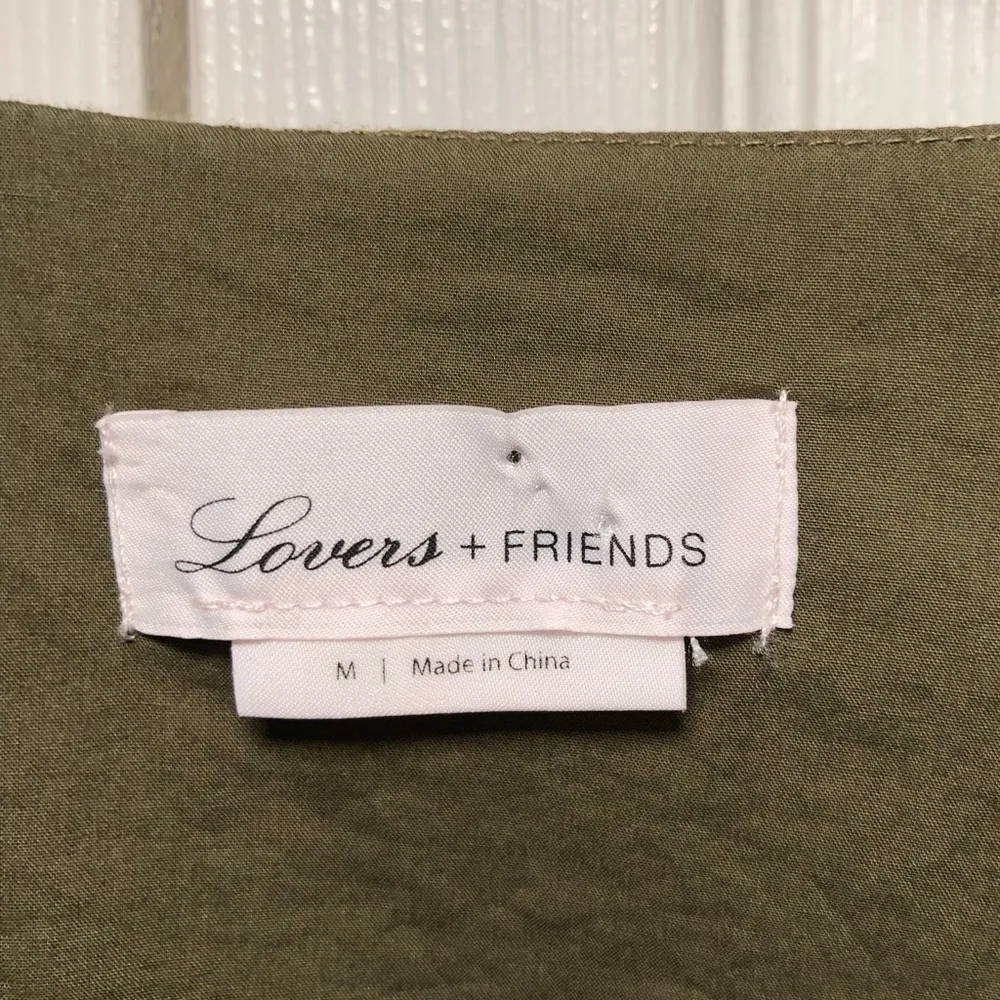 Lovers + FRIENDS
M | Made in China